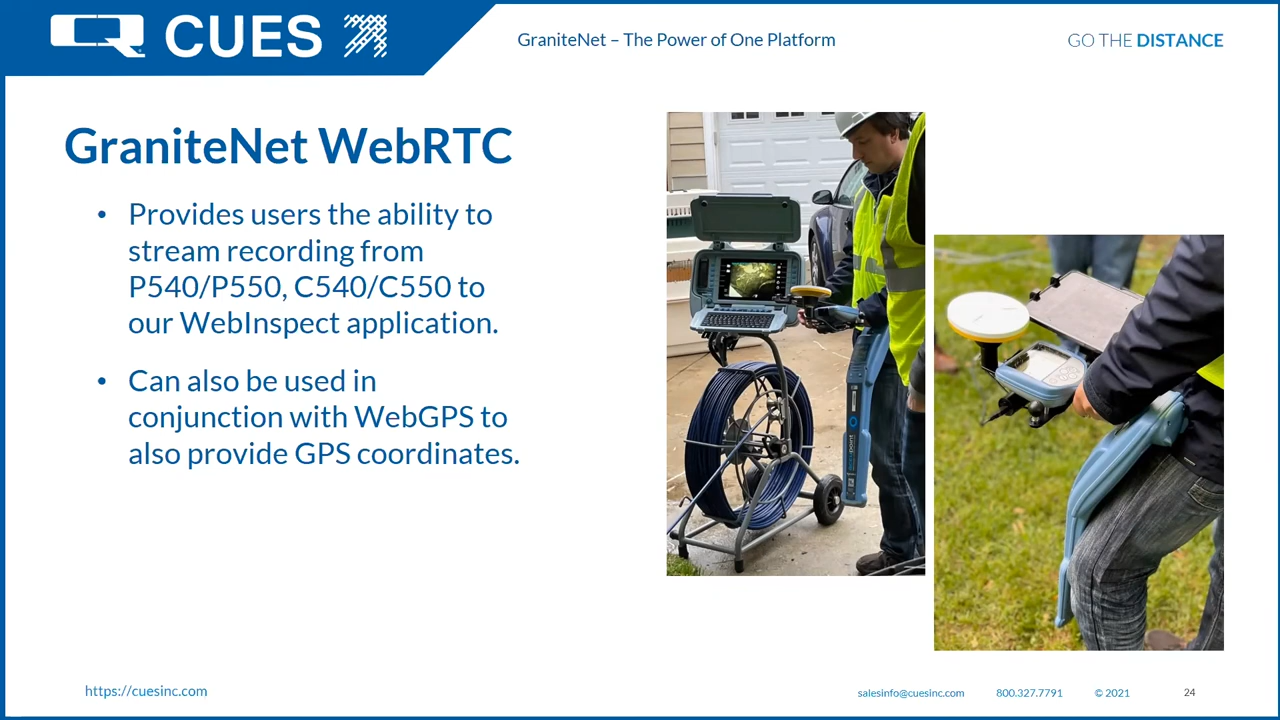 CUES
GraniteNet – The Power of One Platform
GO THE DISTANCE
GraniteNet WebRTC
• Provides users the ability to
stream recording from
P540/P550, C540/C550 to
our WebInspect application.
• Can also be used in
conjunction with WebGPS to
also provide GPS coordinates.
https://cuesinc.com
salesinfo@cuesinc.com
800.327.7791
© 2021
24